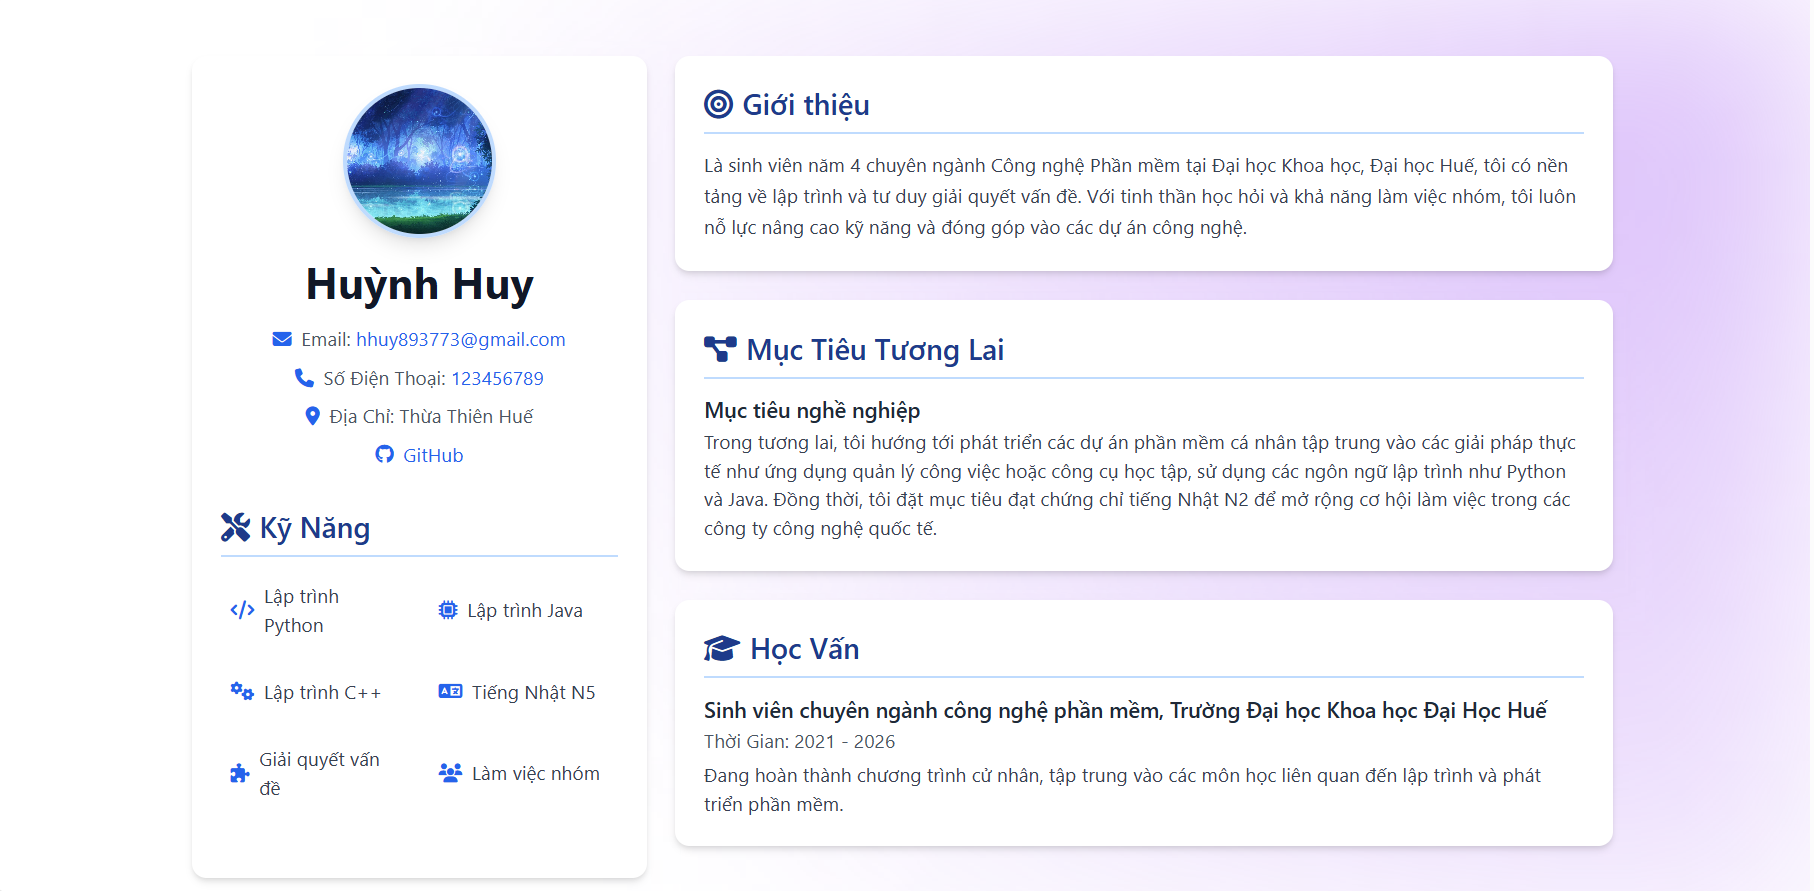 Huỳnh Huy
Email: hhuy893773@gmail.com
Số Điện Thoại: 123456789
Địa Chỉ: Thừa Thiên Huế
GitHub
Kỹ Năng
Lập trình
Python
Lập trình Java
Lập trình C++
Tiếng Nhật N5
Giải quyết vấn
đề
Làm việc nhóm
Giới thiệu
Là sinh viên năm 4 chuyên ngành Công nghệ Phần mềm tại Đại học Khoa học, Đại học Huế, tôi có nền
tảng về lập trình và tư duy giải quyết vấn đề. Với tinh thần học hỏi và khả năng làm việc nhóm, tôi luôn
nỗ lực nâng cao kỹ năng và đóng góp vào các dự án công nghệ.
Mục Tiêu Tương Lai
Mục tiêu nghề nghiệp
Trong tương lai, tôi hướng tới phát triển các dự án phần mềm cá nhân tập trung vào các giải pháp thực
tế như ứng dụng quản lý công việc hoặc công cụ học tập, sử dụng các ngôn ngữ lập trình như Python
và Java. Đồng thời, tôi đặt mục tiêu đạt chứng chỉ tiếng Nhật N2 để mở rộng cơ hội làm việc trong các
công ty công nghệ quốc tế.
Học Vấn
Sinh viên chuyên ngành công nghệ phần mềm, Trường Đại học Khoa học Đại Học Huế
Thời Gian: 2021 - 2026
Đang hoàn thành chương trình cử nhân, tập trung vào các môn học liên quan đến lập trình và phát
triển phần mềm.